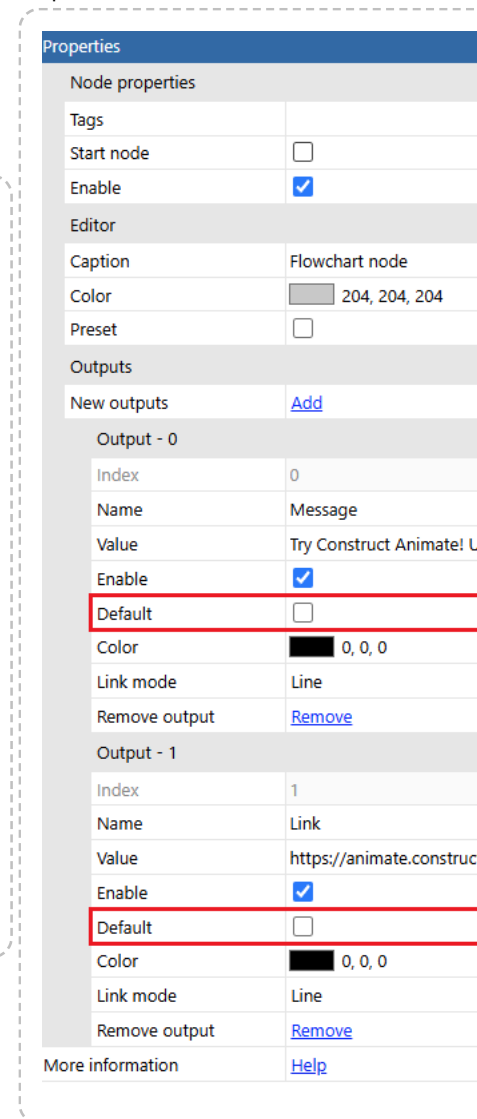 Properties
Node properties
Tags
Start node
Enable
Editor
Caption Flowchart node
Color 204, 204, 204
Preset
Outputs
New outputs Add
Output - 0
Index 0
Name Message
Value Try Construct Animate!
Enable
Default
Color 0, 0, 0
Link mode Line
Remove output Remove
Output - 1
Index 1
Name Link
Value https://animate.construc
Enable
Default
Color 0, 0, 0
Link mode Line
Remove output Remove
More information Help